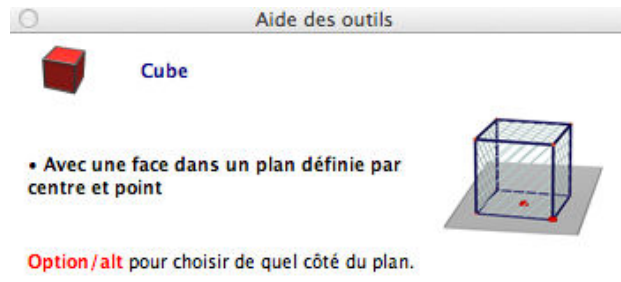 Aide des outils
Cube
• Avec une face dans un plan définie par
centre et point
Option/alt pour choisir de quel côté du plan.